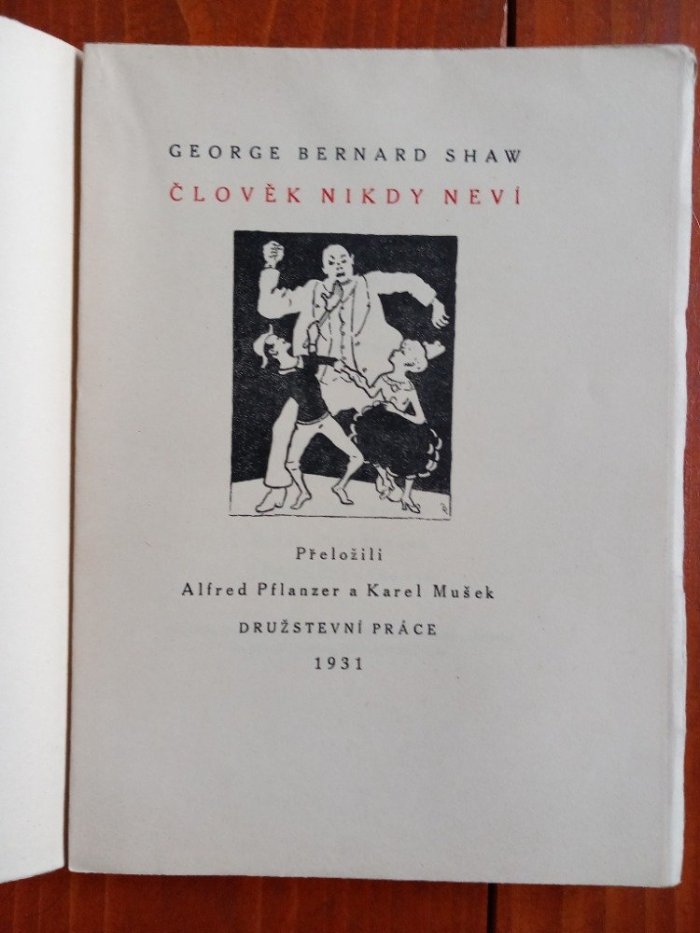 GEORGE BERNARD SHAW
ČLOVĚK NIKDY NEVÍ
Přeložili
Alfred Pflanzer a Karel Mušek
DRUŽSTEVNÍ PRÁCE
1931